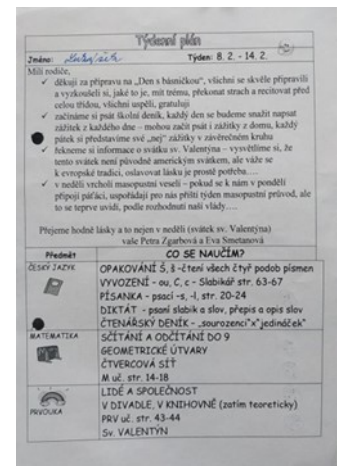 Týdenní plán
Jméno: Týden: 8. 2. - 14. 2.
Milí rodiče,
✓ děkuji za přípravu na „Den s básničkou“, všichni se skvěle připravili
a vyzkoušeli si, jaké to je, mít trému, překonat strach a recitovat před
celou třídou, všichni uspěli, gratuluji
✓ začínáme si psát školní deník, každý den se budeme snažit napsat
zážitek z každého dne – mohou začít psát i zážitky z domu, každý
pátek si představíme své „nej“ zážitky v závěrečném kruhu
✓ řekneme si informace o svátku sv. Valentýna – vysvětlíme si, že
tento svátek není původně americkým svátkem, ale váže se
k evropské tradici, oslavovat lásku je prostě potřeba….
✓ v neděli vrcholí masopustní veselí – pokud se k nám v pondělí
připojí páťáci, uspořádají pro nás příští týden masopustní průvod, ale
to se teprve uvidí, podle rozhodnutí naší vlády….
Přejeme hodně lásky a to nejen v neděli (svátek sv. Valentýna)
vaše Petra Zgarbová a Eva Smetanová
Předmět CO SE NAUČÍM?
ČESKÝ JAZYK OPAKOVÁNÍ Š, š -čtení všech čtyř podob písmen
VYVOZENÍ - ou, C, c - Slabikář str. 63-67
PÍSANKA - psací -s, -l, str. 20-24
DIKTÁT - psaní slabik a slov, přepis a opis slov
ČTENÁŘSKÝ DENÍK - „sourozenci“x“jedináček“
MATEMATIKA SČÍTÁNÍ A ODČÍTÁNÍ DO 9
GEOMETRICKÉ ÚTVARY
ČTVERCOVÁ SÍŤ
M uč. str. 14-18
PRVOUKA LIDÉ A SPOLEČNOST
V DIVADLE, V KNIHOVNĚ (zatím teoreticky)
PRV uč. str. 43-44
Sv. VALENTÝN